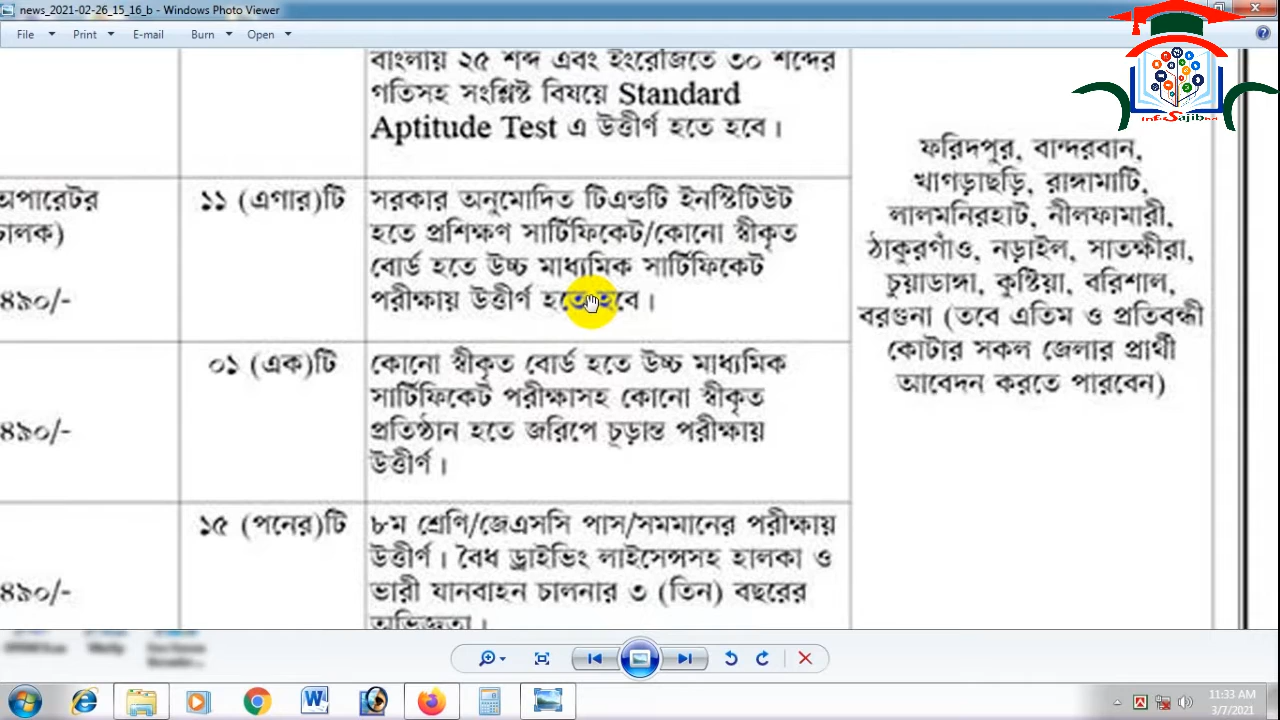 news_2021-02-26_15_16_b - Windows Photo Viewer
File Print E-mail Burn Open
বাংলায় ২৫ শব্দ এবং ইংরেজিতে ৩০ শব্দের
গতিসহ সংশ্লিষ্ট বিষয়ে Standard
Aptitude Test এ উত্তীর্ণ হতে হবে।
অপারেটর
চালক)
৪৯০/-
১১ (এগার)টি
সরকার অনুমোদিত টিএন্ডটি ইনস্টিটিউট
হতে প্রশিক্ষণ সার্টিফিকেট/কোনো স্বীকৃত
বোর্ড হতে উচ্চ মাধ্যমিক সার্টিফিকেট
পরীক্ষায় উত্তীর্ণ হতে হবে।
৪৯০/-
০১ (এক)টি
কোনো স্বীকৃত বোর্ড হতে উচ্চ মাধ্যমিক
সার্টিফিকেট পরীক্ষাসহ কোনো স্বীকৃত
প্রতিষ্ঠান হতে জরিপে চূড়ান্ত পরীক্ষায়
উত্তীর্ণ।
৪৯০/-
১৫ (পনের)টি
৮ম শ্রেণি/জেএসসি পাস/সমমানের পরীক্ষায়
উত্তীর্ণ। বৈধ ড্রাইভিং লাইসেন্সসহ হালকা ও
ভারী যানবাহন চালনার ৩ (তিন) বছরের
অভিজ্ঞতা।
ফরিদপুর, বান্দরবান,
খাগড়াছড়ি, রাঙ্গামাটি,
লালমনিরহাট, নীলফামারী,
ঠাকুরগাঁও, নড়াইল, সাতক্ষীরা,
চুয়াডাঙ্গা, কুষ্টিয়া, বরিশাল,
বরগুনা (তবে এতিম ও প্রতিবন্ধী
কোটার সকল জেলার প্রার্থী
আবেদন করতে পারবেন)
11:33 AM
3/7/2021